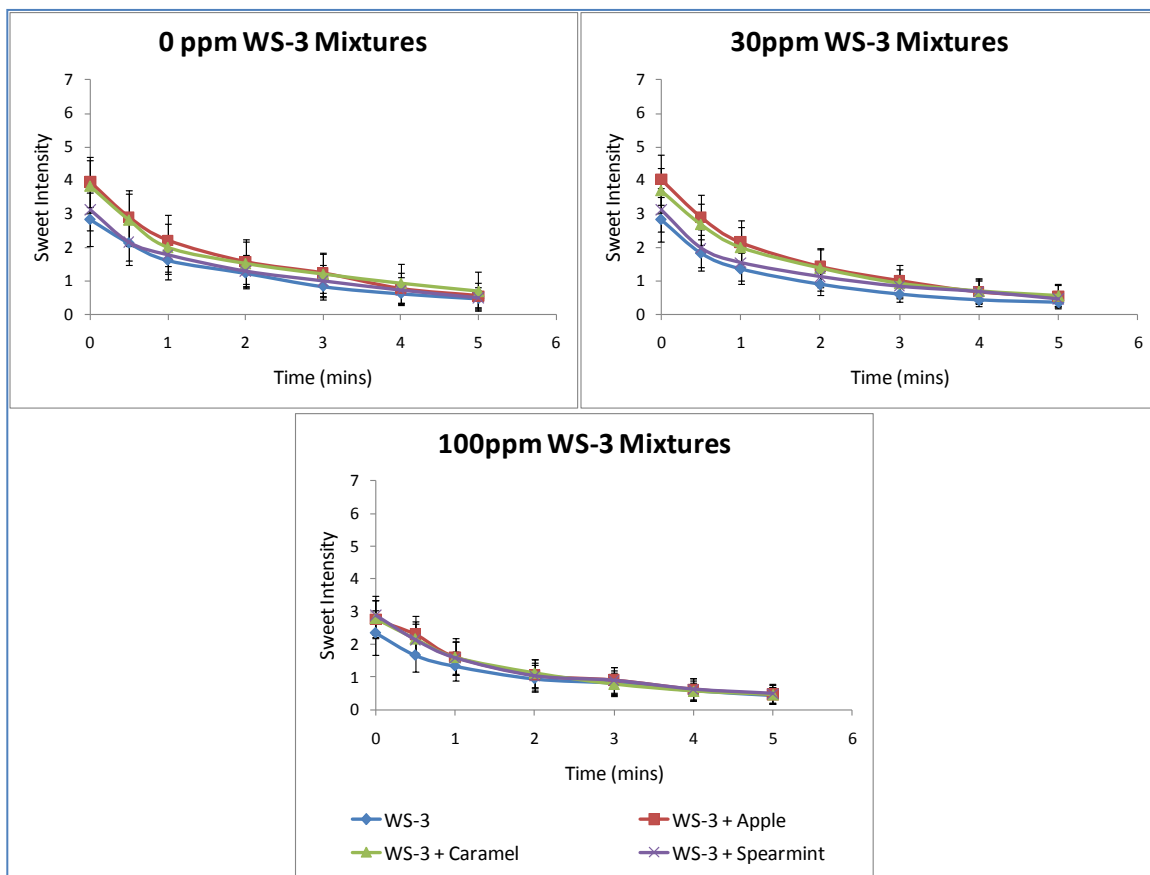 0 ppm WS-3 Mixtures
7
6
5
4
3
2
1
0
Sweet Intensity
0 1 2 3 4 5 6
Time (mins)
30ppm WS-3 Mixtures
7
6
5
4
3
2
1
0
Sweet Intensity
0 1 2 3 4 5 6
Time (mins)
100ppm WS-3 Mixtures
7
6
5
4
3
2
1
0
Sweet Intensity
0 1 2 3 4 5 6
Time (mins)
WS-3 WS-3 + Apple
WS-3 + Caramel WS-3 + Spearmint